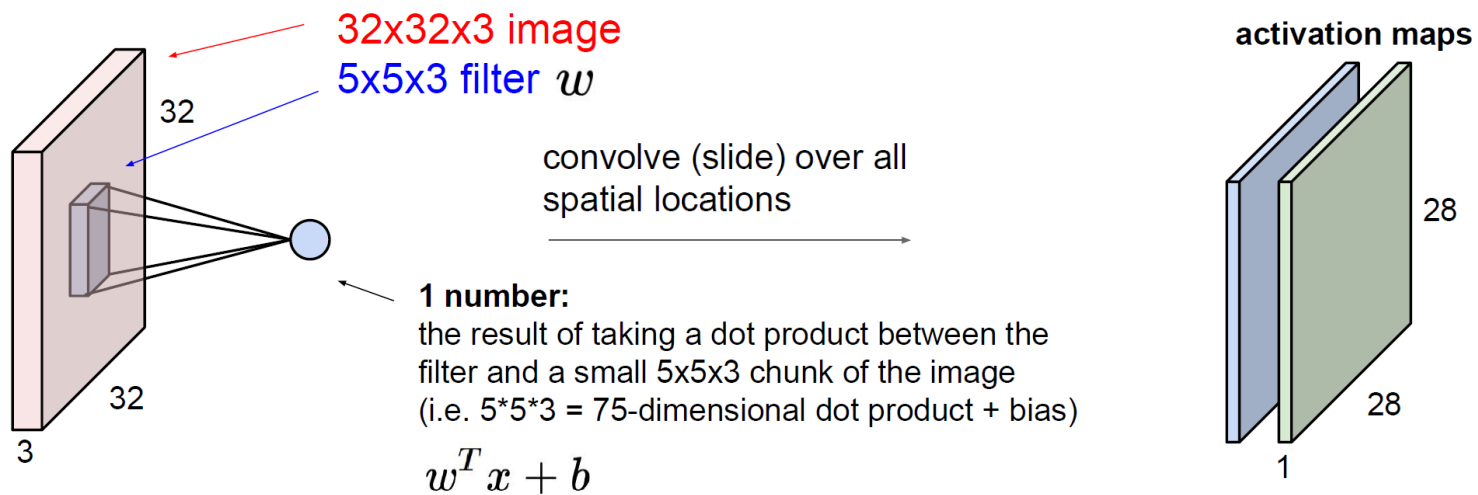 32x32x3 image
5x5x3 filter w
32
32
3
convolve (slide) over all
spatial locations
1 number:
the result of taking a dot product between the
filter and a small 5x5x3 chunk of the image
(i.e. 5*5*3 = 75-dimensional dot product + bias)
w^T x + b
activation maps
28
28
1